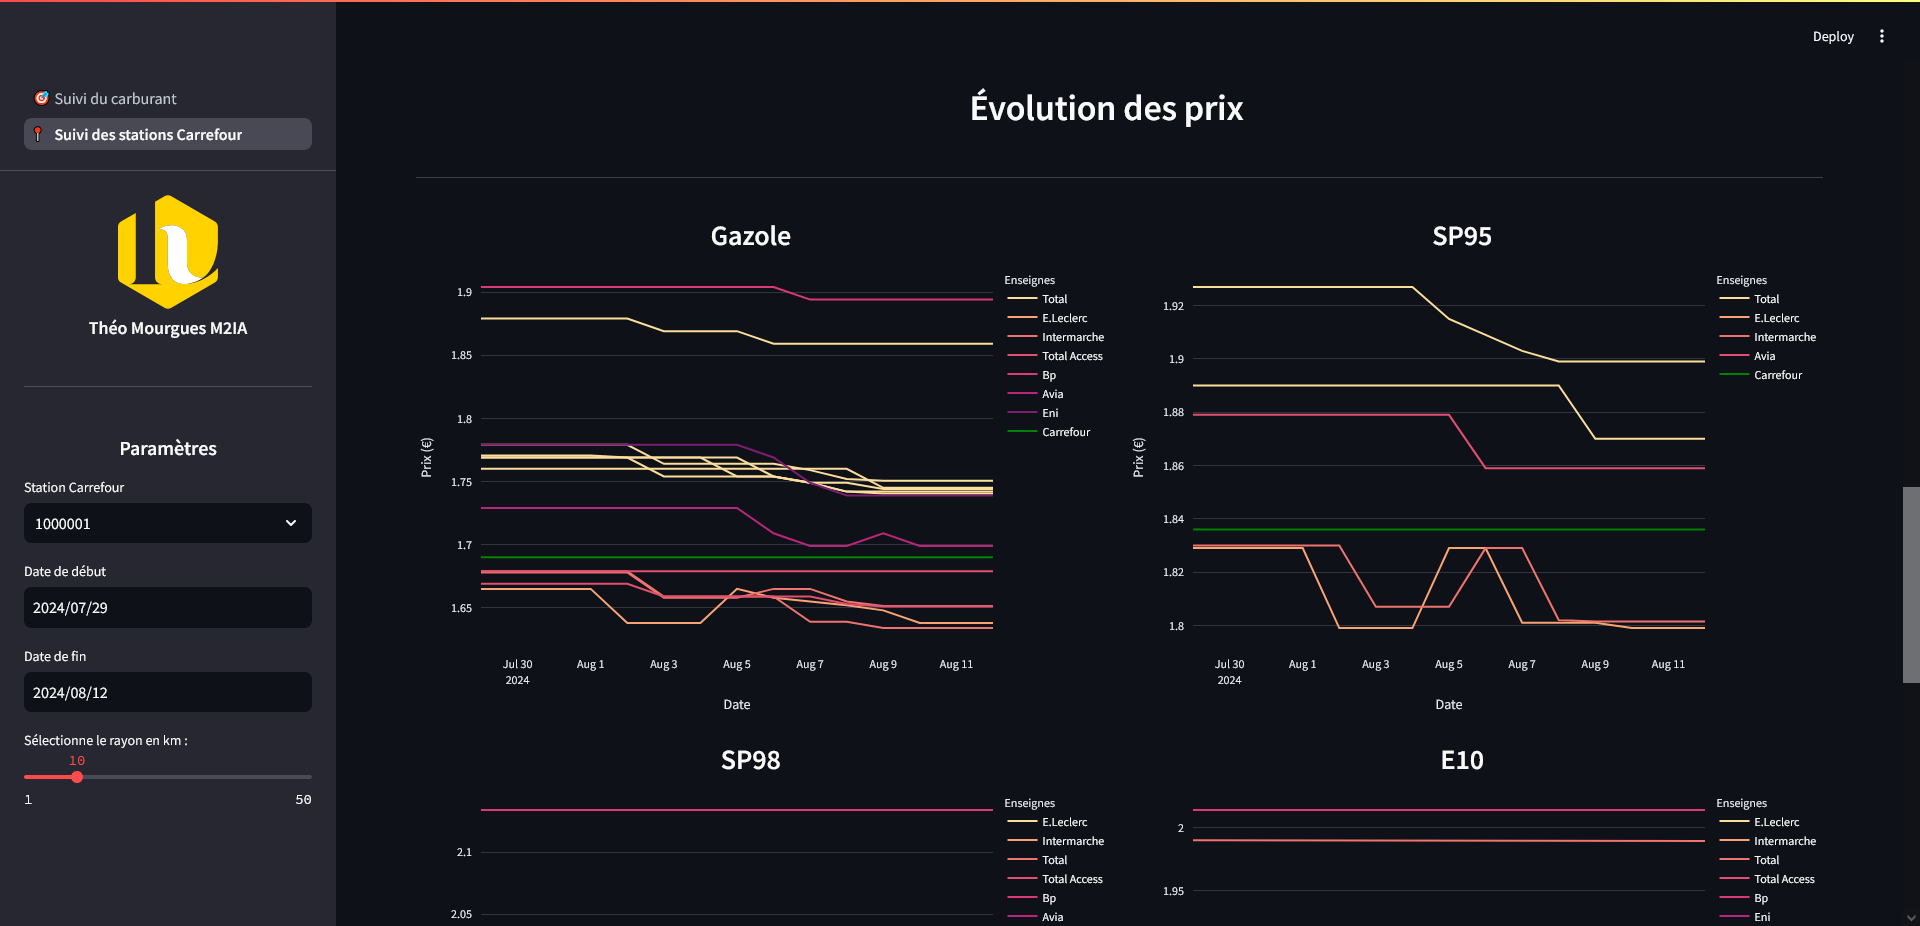 Deploy
Suivi du carburant
Suivi des stations Carrefour
Théo Mourgues M2IA
Paramètres
Station Carrefour
1000001
Date de début
2024/07/29
Date de fin
2024/08/12
Sélectionne le rayon en km :
10
1 50
Évolution des prix
Gazole
Prix (€)
1.9
1.85
1.8
1.75
1.7
1.65
Jul 30 Aug 1 Aug 3 Aug 5 Aug 7 Aug 9 Aug 11
2024
Date
Enseignes
Total
E.Leclerc
Intermarche
Total Access
Bp
Avia
Eni
Carrefour
SP95
Prix (€)
1.92
1.9
1.88
1.86
1.84
1.82
1.8
Jul 30 Aug 1 Aug 3 Aug 5 Aug 7 Aug 9 Aug 11
2024
Date
Enseignes
Total
E.Leclerc
Intermarche
Avia
Carrefour
SP98
2.1
2.05
Enseignes
E.Leclerc
Intermarche
Total
Total Access
Bp
Avia
E10
2
1.95
Enseignes
E.Leclerc
Intermarche
Total
Total Access
Bp
Eni